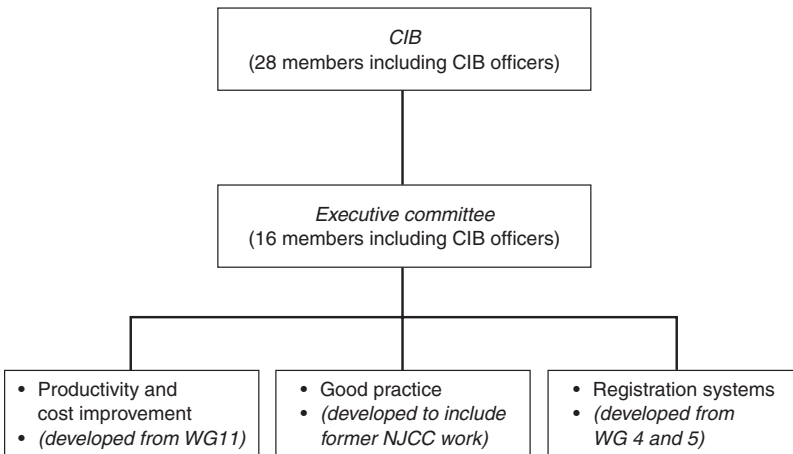 CIB
(28 members including CIB officers)
Executive committee
(16 members including CIB officers)
• Productivity and
cost improvement
• (developed from WG11)
• Good practice
• (developed to include
former NJCC work)
• Registration systems
• (developed from
WG 4 and 5)